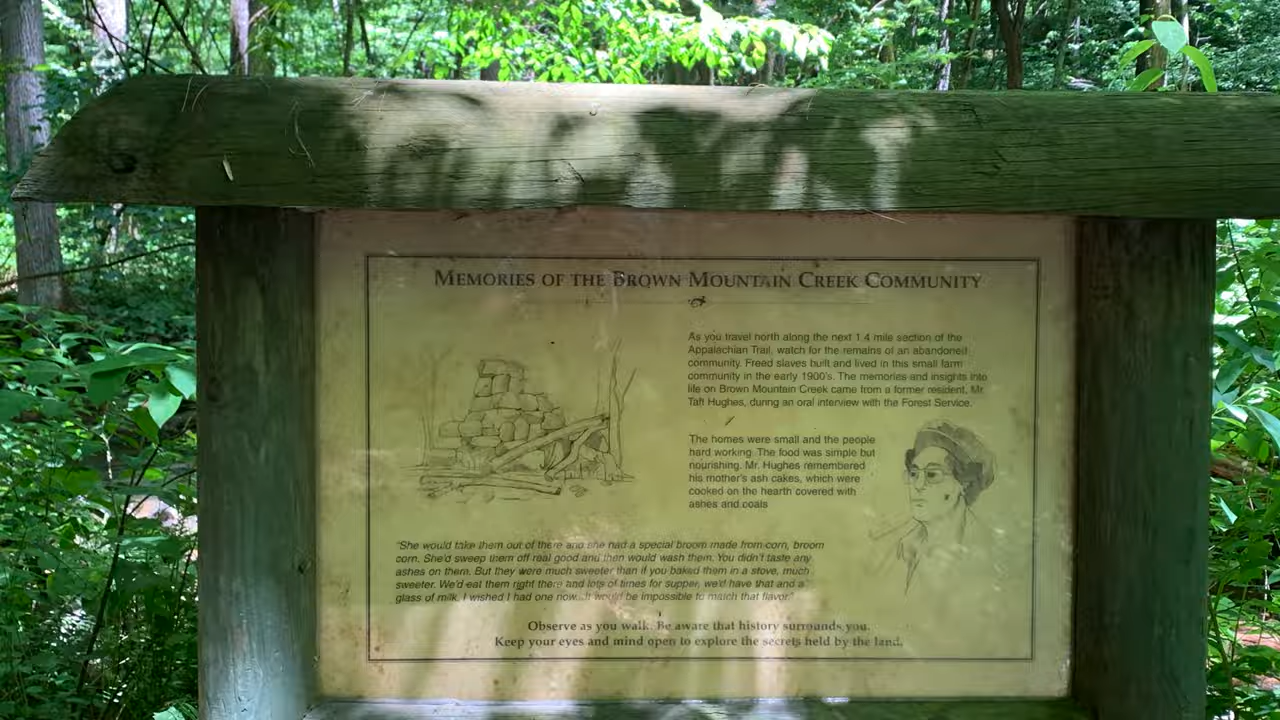 MEMORIES OF THE BROWN MOUNTAIN CREEK COMMUNITY
As you travel north along the next 1.4 mile section of the
Appalachian Trail, watch for the remains of an abandoned
community. Freed slaves built and lived in this small farm
community in the early 1900's. The memories and insights into
life on Brown Mountain Creek came from a former resident, Mr.
Taft Hughes, during an oral interview with the Forest Service.
The homes were small and the people
hard working. The food was simple but
nourishing. Mr. Hughes remembered
his mother's ash cakes, which were
cooked on the hearth covered with
ashes and coals
"She would take them out of there and she had a special broom made from corn, broom
corn. She'd sweep them off real good and then would wash them. You didn't taste any
ashes on them. But they were much sweeter than if you baked them in a stove, much
sweeter. We'd eat them right there and lots of times for supper, we'd have that and a
glass of milk. I wished I had one now...It would be impossible to match that flavor."
Observe as you walk. Be aware that history surrounds you.
Keep your eyes and mind open to explore the secrets held by the land.